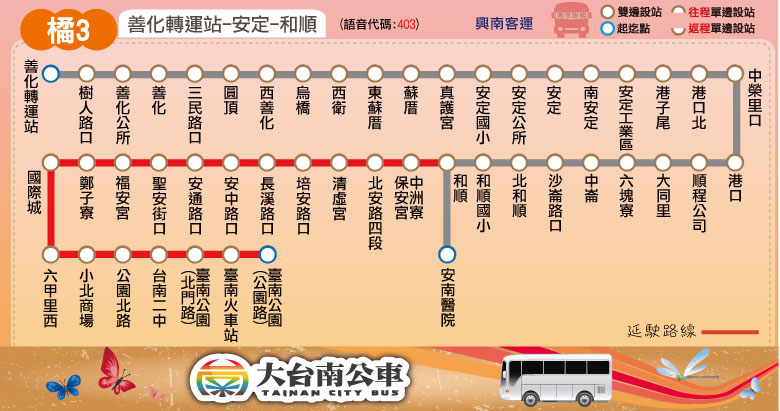 橘3
善化轉運站-安定-和順
(語音代碼:403)
興南客運
雙邊設站
往程單邊設站
起迄點
返程單邊設站
善化轉運站
樹人路口
善化公所
善化
三民路口
圓頂
西善化
烏橋
西衛
東蘇厝
蘇厝
真護宮
安定國小
安定公所
安定
南安定
安定工業區
港子尾
港口北
中榮里口
港口
順程公司
大同里
六塊寮
中崙
沙崙路口
北和順
和順國小
和順
安南醫院
中洲寮
保安宮
北安路四段
清虛宮
培安路口
長溪路口
安中路口
安通路口
聖安街口
福安宮
鄭子寮
國際城
六甲里西
小北商場
公園北路
台南二中
臺南公園
(北門路)
臺南火車站
臺南公園
(公園路)
延駛路線
大台南公車
TAINAN CITY BUS